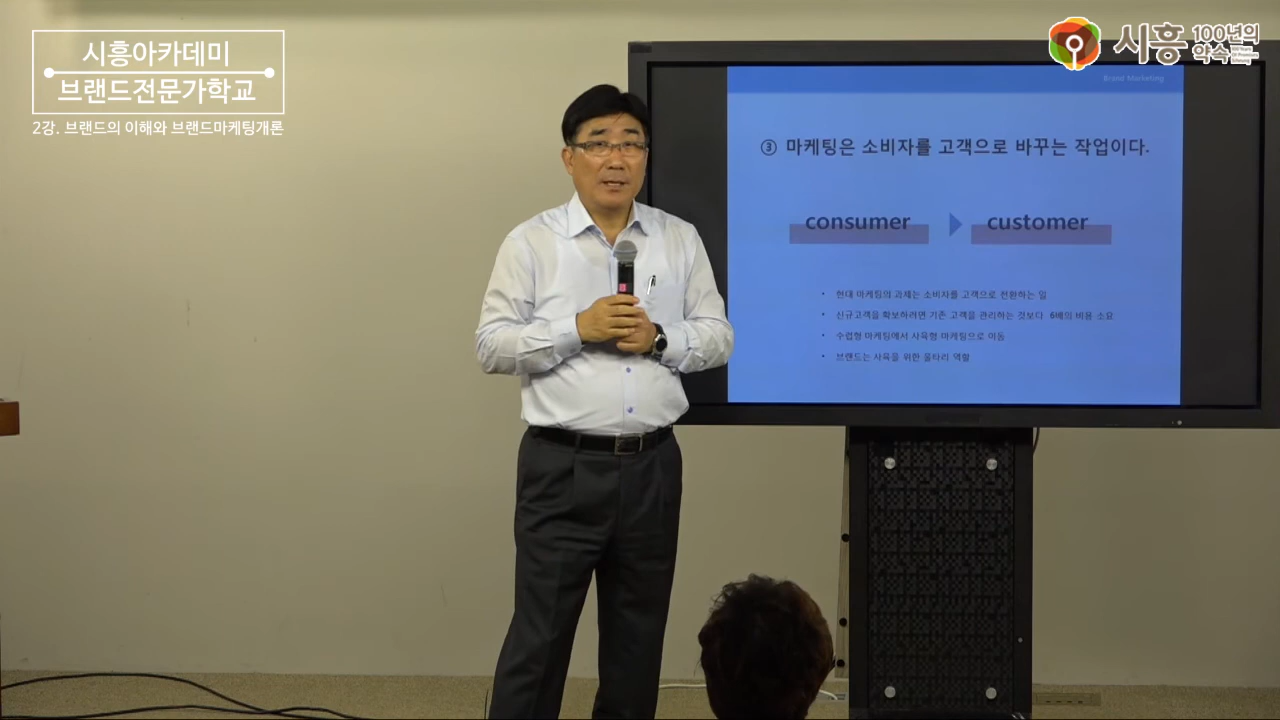 시흥아카데미
브랜드전문가학교
2강. 브랜드의 이해와 브랜드마케팅개론
시흥 100년의
약속
Brand Marketing
③ 마케팅은 소비자를 고객으로 바꾸는 작업이다.
consumer customer
• 현대 마케팅의 과제는 소비자를 고객으로 전환하는 일
• 신규고객을 확보하려면 기존 고객을 관리하는 것보다 6배의 비용 소요
• 수렵형 마케팅에서 사육형 마케팅으로 이동
• 브랜드는 사육을 위한 울타리 역할